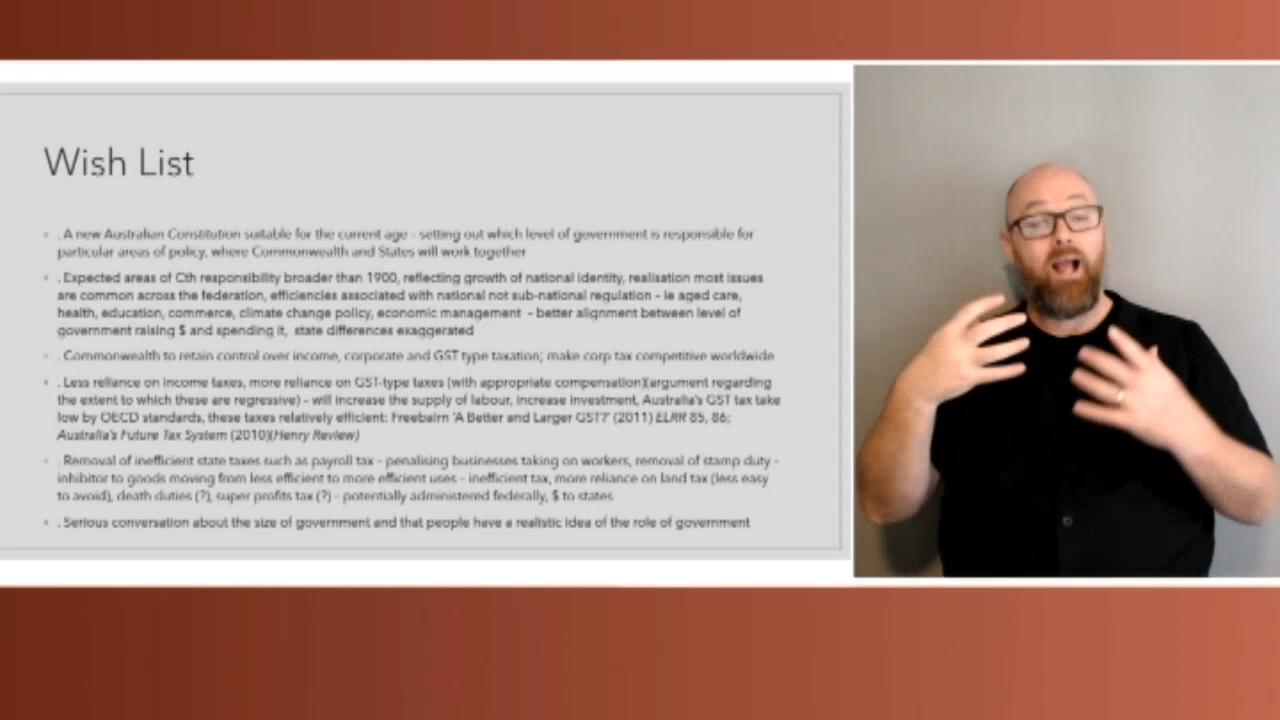 Wish List
. A new Australian Constitution suitable for the current age - setting out which level of government is responsible for
particular areas of policy, where Commonwealth and States will work together
. Expected areas of Cth responsibility broader than 1900, reflecting growth of national identity, realisation most issues
are common across the federation, efficiencies associated with national not sub-national regulation – ie aged care,
health, education, commerce, climate change policy, economic management – better alignment between level of
government raising $ and spending it, state differences exaggerated
. Commonwealth to retain control over income, corporate and GST type taxation; make corp tax competitive worldwide
. Less reliance on income taxes, more reliance on GST-type taxes (with appropriate compensation)(argument regarding
the extent to which these are regressive) – will increase the supply of labour, increase investment, Australia's GST tax take
low by OECD standards, these taxes relatively efficient: Freebairn 'A Better and Larger GST?' (2011) ELRR 85, 86;
Australia's Future Tax System (2010)(Henry Review)
. Removal of inefficient state taxes such as payroll tax – penalising businesses taking on workers, removal of stamp duty –
inhibitor to goods moving from less efficient to more efficient uses – inefficient tax, more reliance on land tax (less easy
to avoid), death duties (?), super profits tax (?) – potentially administered federally, $ to states
. Serious conversation about the size of government and that people have a realistic idea of the role of government